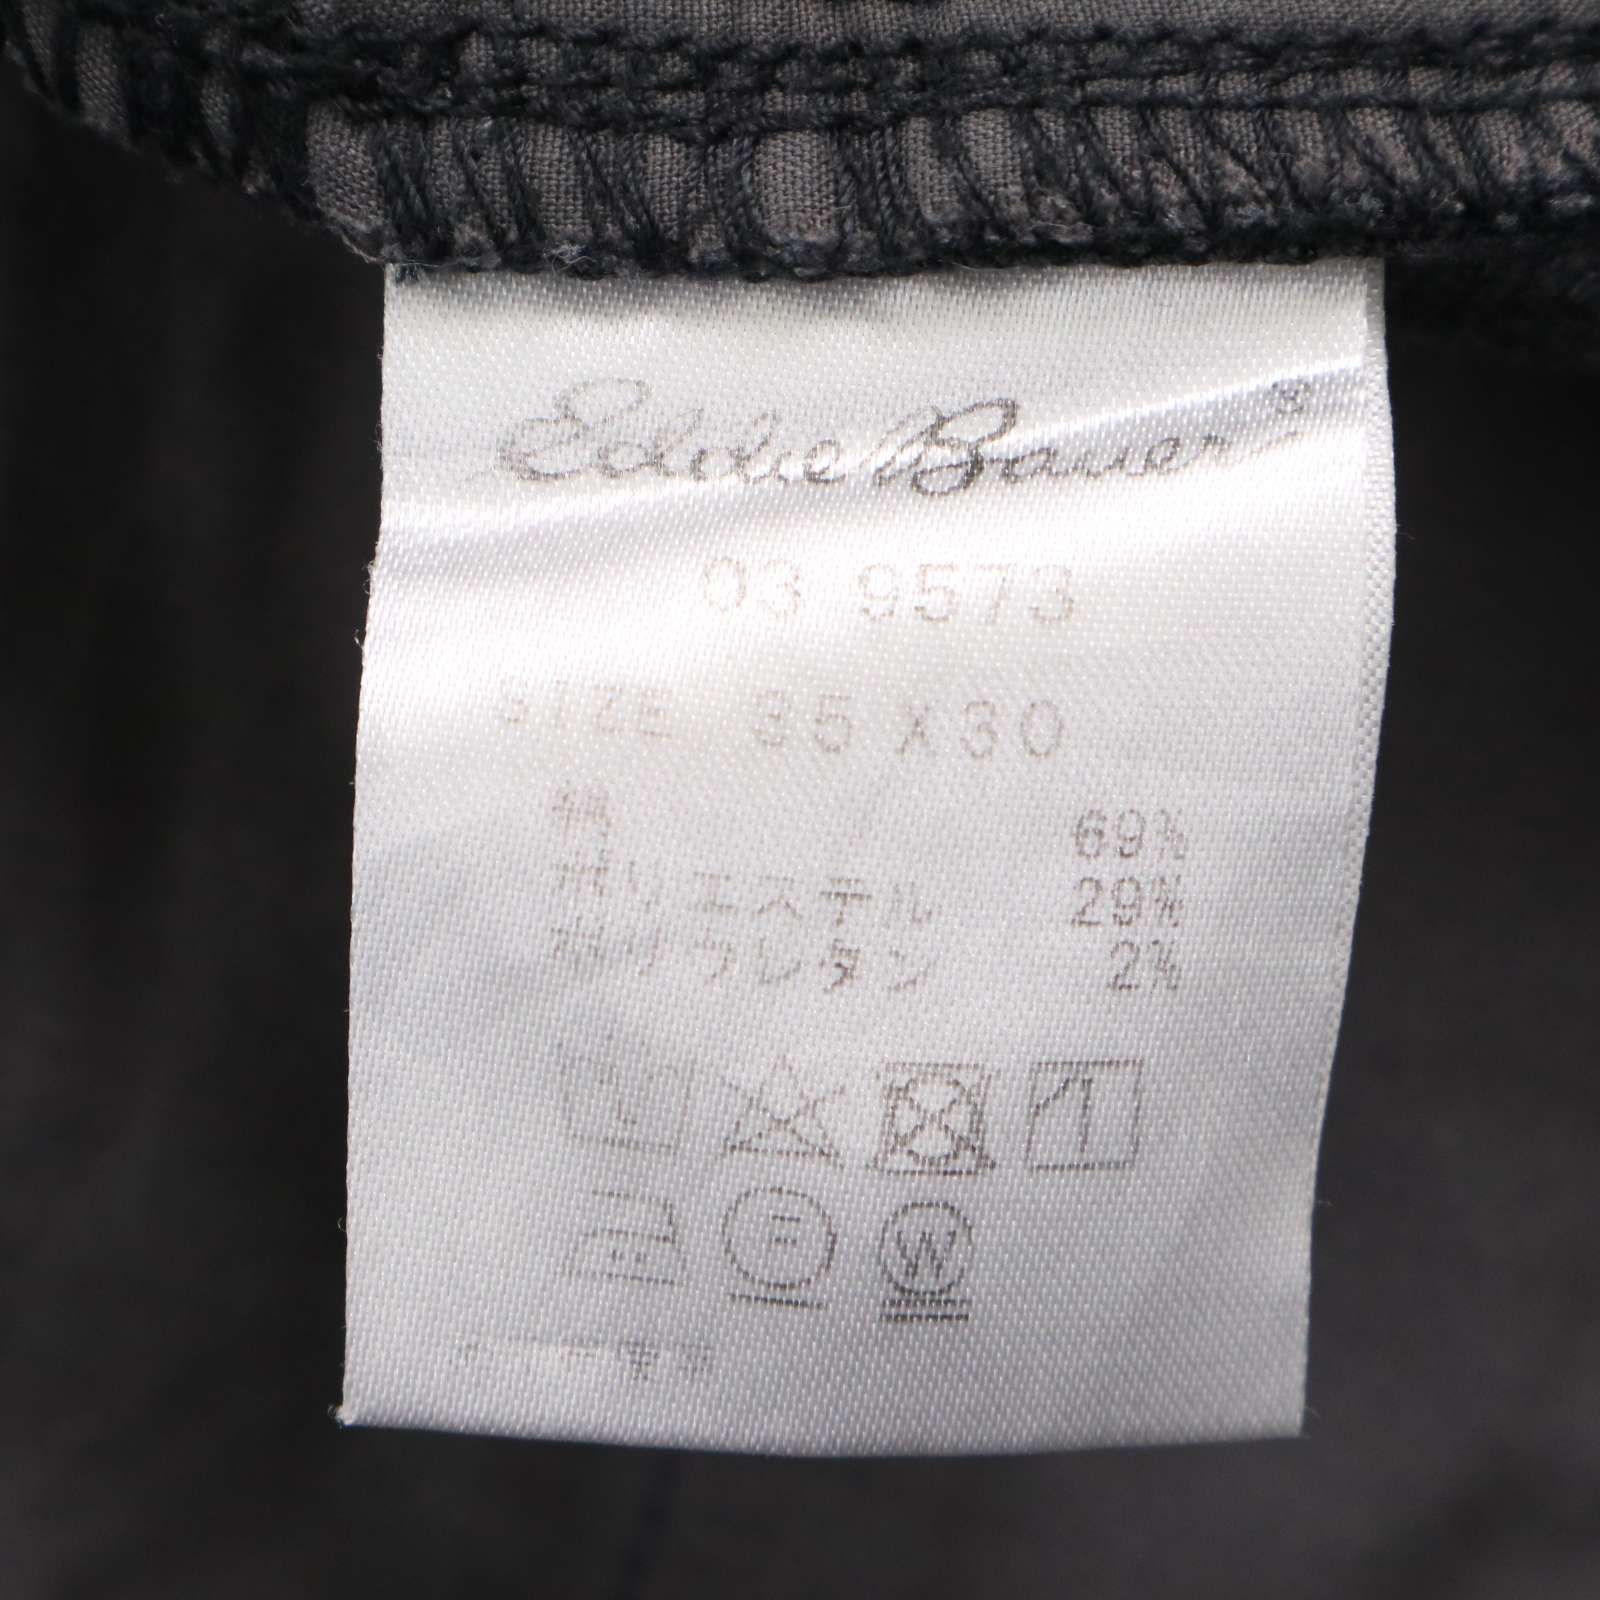 Eddie Bauer
03 9573
SIZE 35 X 30
綿 69%
ポリエステル 29%
ポリウレタン 2%
W